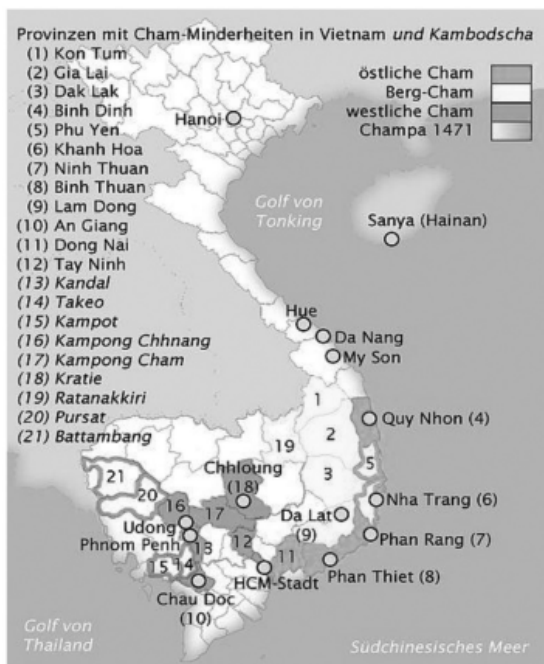 Provinzen mit Cham-Minderheiten in Vietnam und Kambodscha
(1) Kon Tum
(2) Gia Lai
(3) Dak Lak
(4) Binh Dinh
(5) Phu Yen
(6) Khanh Hoa
(7) Ninh Thuan
(8) Binh Thuan
(9) Lam Dong
(10) An Giang
(11) Dong Nai
(12) Tay Ninh
(13) Kandal
(14) Takeo
(15) Kampot
(16) Kampong Chhnang
(17) Kampong Cham
(18) Kratie
(19) Ratanakkiri
(20) Pursat
(21) Battambang
östliche Cham
Berg-Cham
westliche Cham
Champa 1471
Hanoi
Golf von
Tonking
Sanya (Hainan)
Hue
Da Nang
My Son
1
2
Quy Nhon (4)
19
5
3
21
20
Chhloung
(18)
16
17
Nha Trang (6)
Udong
Da Lat
(9)
Phnom Penh
12
13
11
Phan Rang (7)
15
14
HCM-Stadt
Phan Thiet (8)
Chau Doc
(10)
Golf von
Thailand
Südchinesisches Meer